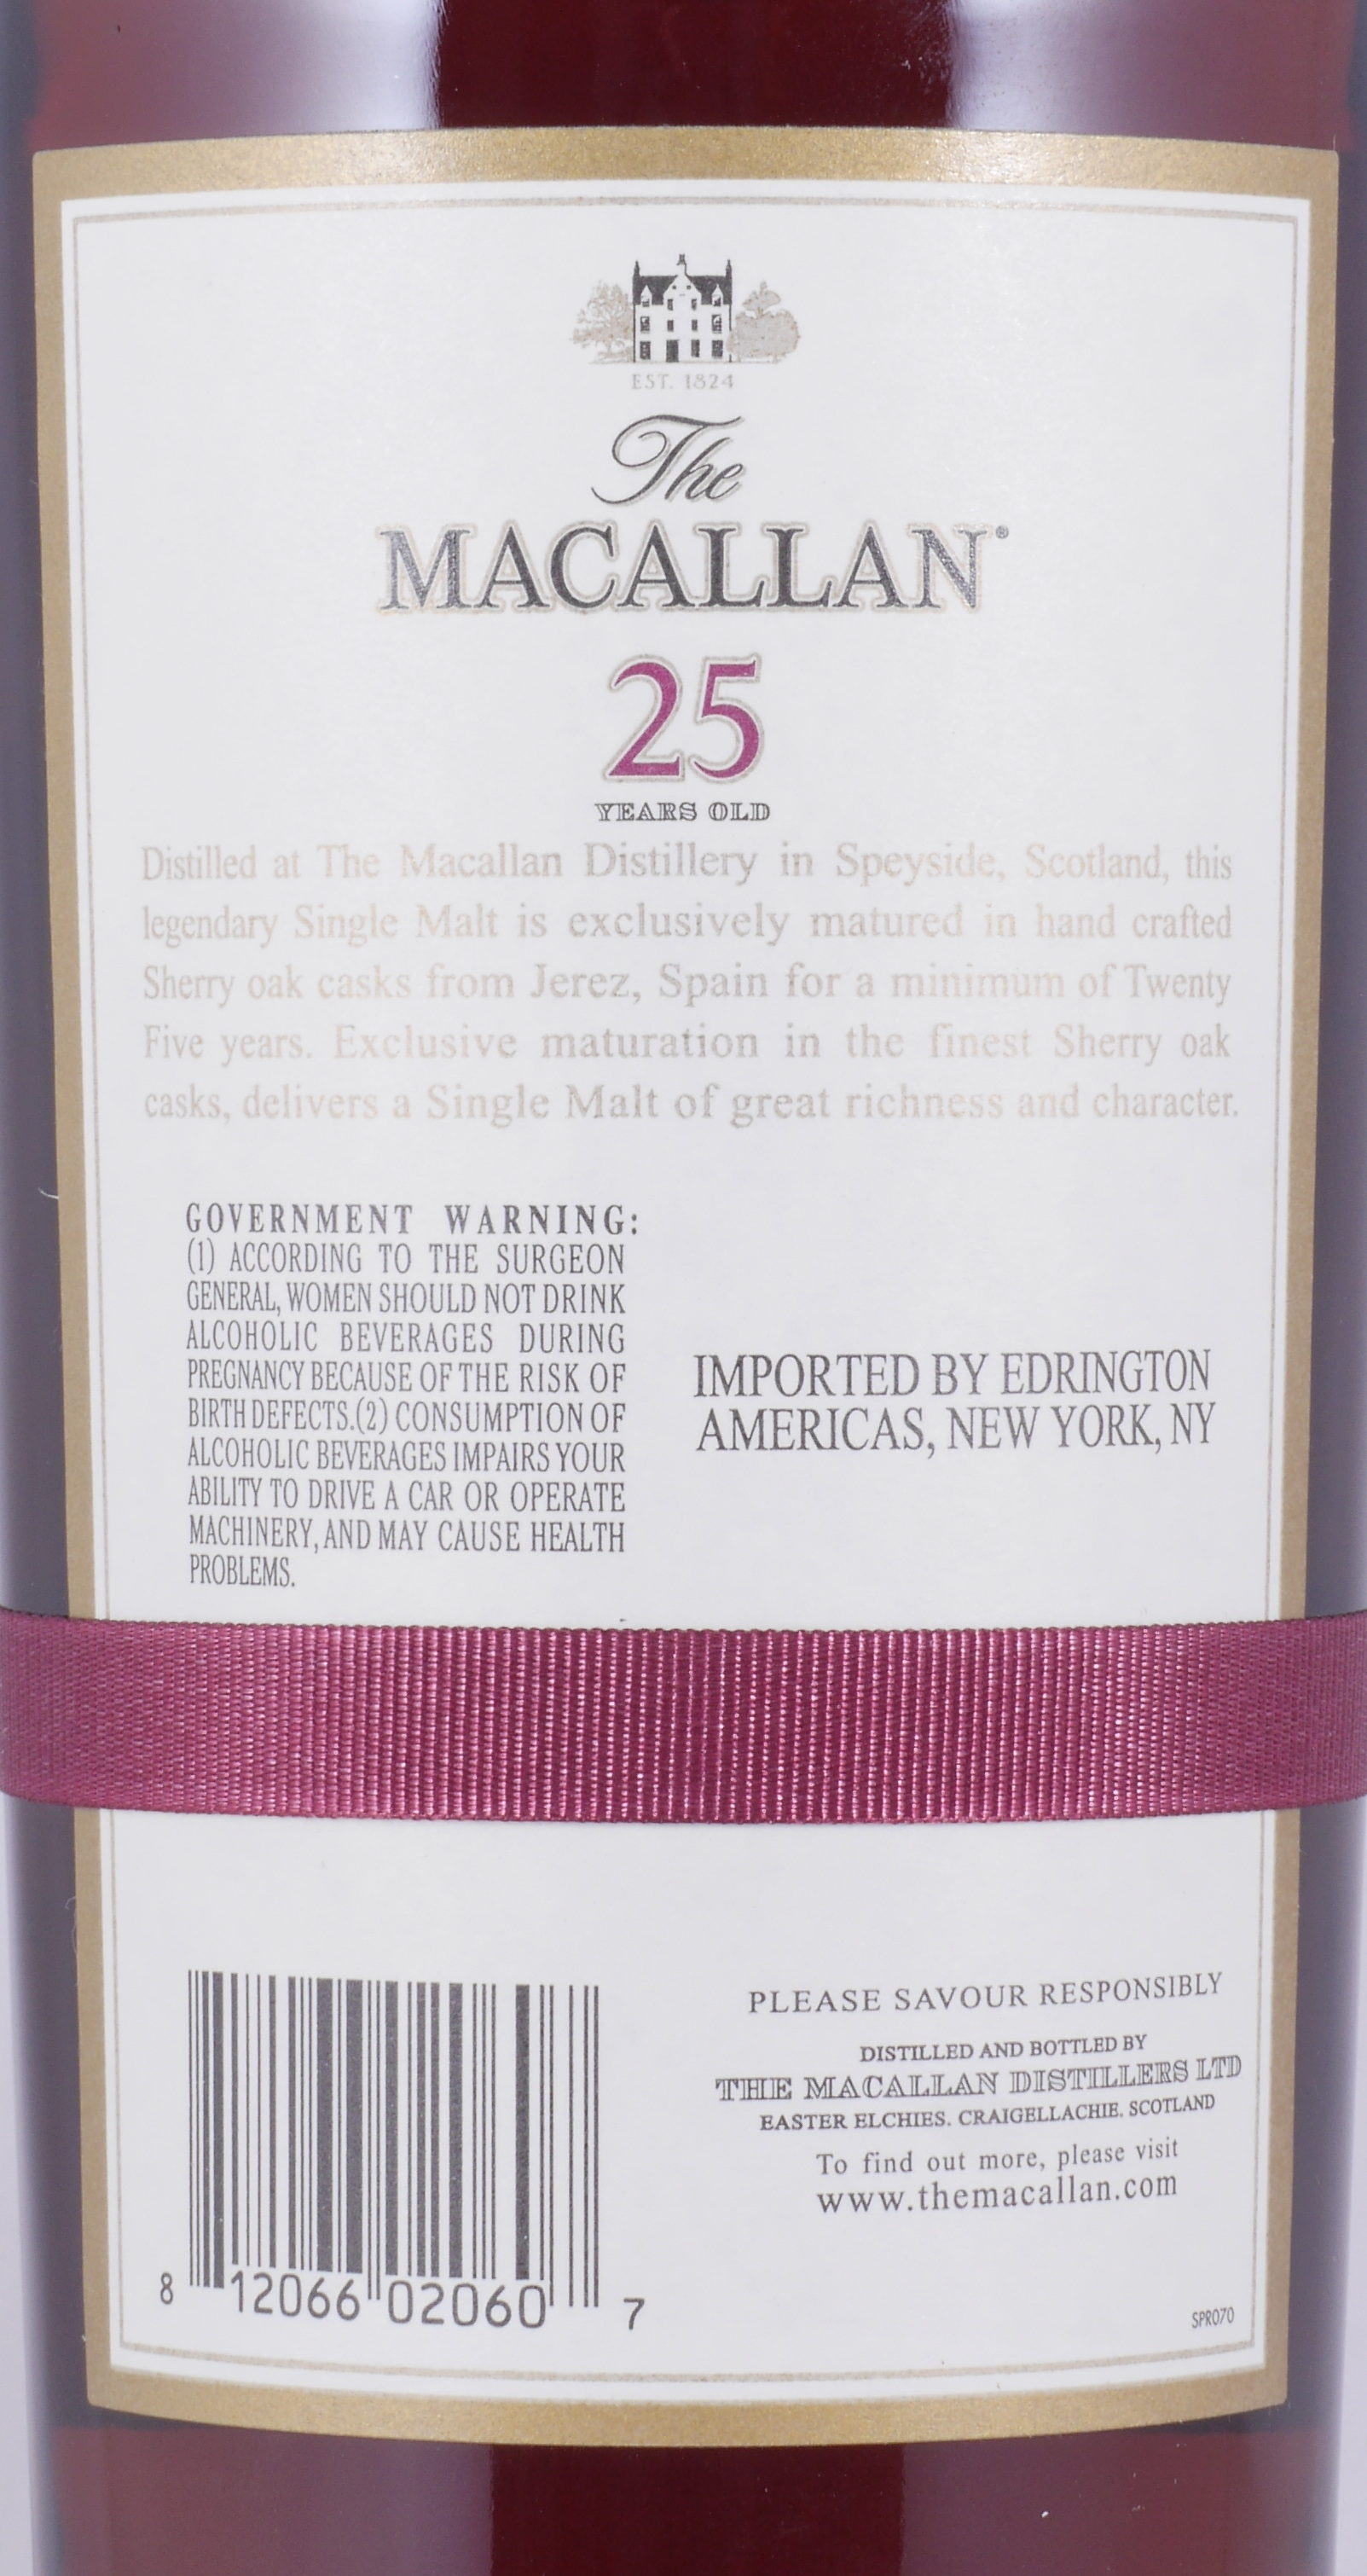 EST. 1824
The
MACALLAN®
25
YEARS OLD
Distilled at The Macallan Distillery in Speyside, Scotland, this
legendary Single Malt is exclusively matured in hand crafted
Sherry oak casks from Jerez, Spain for a minimum of Twenty
Five years. Exclusive maturation in the finest Sherry oak
casks, delivers a Single Malt of great richness and character.
GOVERNMENT WARNING:
(1) ACCORDING TO THE SURGEON
GENERAL, WOMEN SHOULD NOT DRINK
ALCOHOLIC BEVERAGES DURING
PREGNANCY BECAUSE OF THE RISK OF
BIRTH DEFECTS.(2) CONSUMPTION OF
ALCOHOLIC BEVERAGES IMPAIRS YOUR
ABILITY TO DRIVE A CAR OR OPERATE
MACHINERY, AND MAY CAUSE HEALTH
PROBLEMS.
IMPORTED BY EDRINGTON
AMERICAS, NEW YORK, NY
8 12066 02060 7
PLEASE SAVOUR RESPONSIBLY
DISTILLED AND BOTTLED BY
THE MACALLAN DISTILLERS LTD
EASTER ELCHIES. CRAIGELLACHIE. SCOTLAND
To find out more, please visit
www.themacallan.com
SPR070